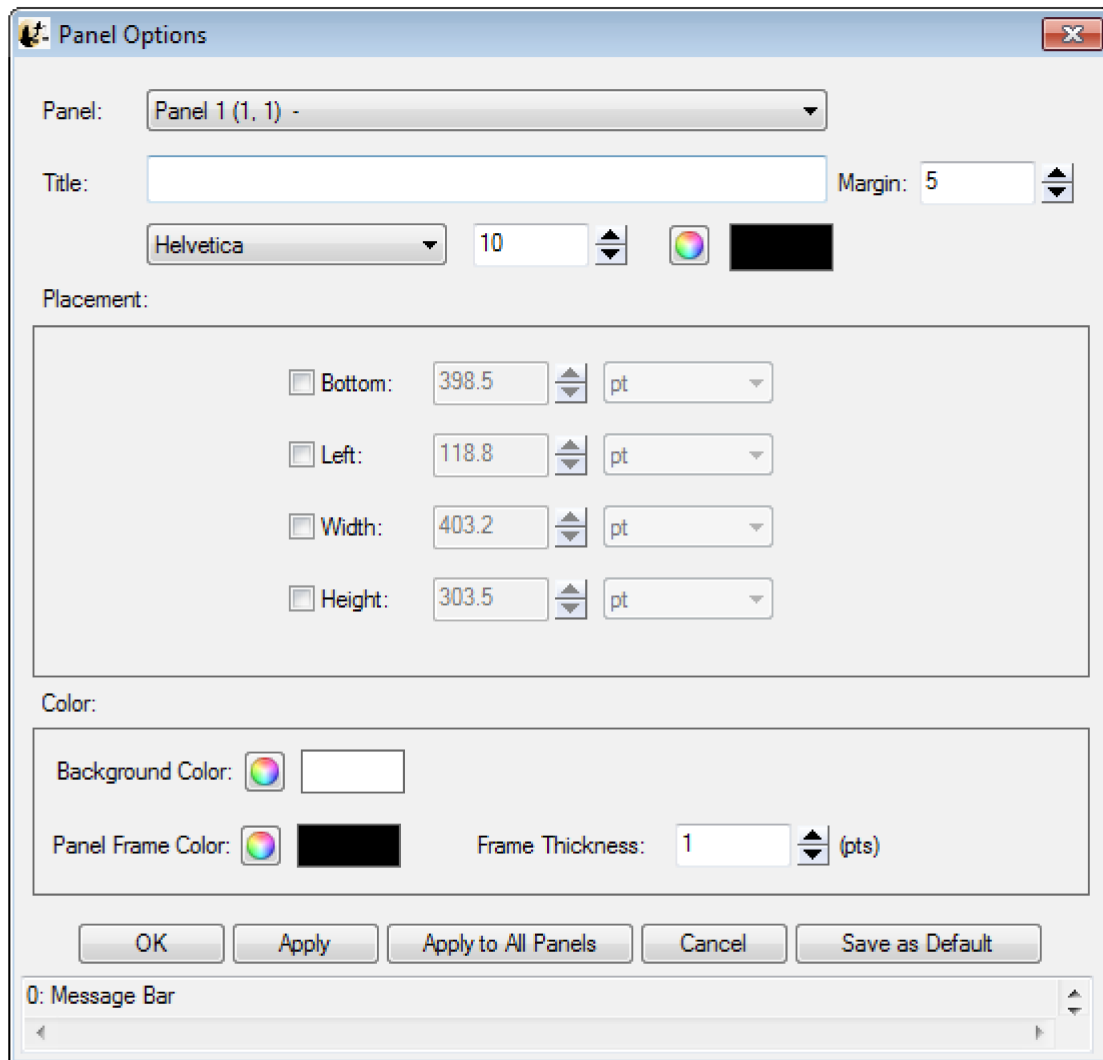 Panel Options
Panel: Panel 1 (1, 1) -
Title: Margin: 5
Helvetica 10
Placement:
Bottom: 398.5 pt
Left: 118.8 pt
Width: 403.2 pt
Height: 303.5 pt
Color:
Background Color:
Panel Frame Color: Frame Thickness: 1 (pts)
OK Apply Apply to All Panels Cancel Save as Default
0: Message Bar